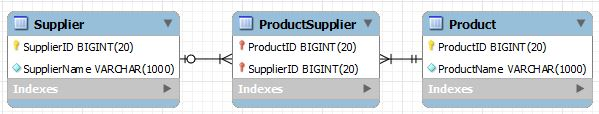 Supplier
SupplierID BIGINT(20)
SupplierName VARCHAR(1000)
Indexes
ProductSupplier
ProductID BIGINT(20)
SupplierID BIGINT(20)
Indexes
Product
ProductID BIGINT(20)
ProductName VARCHAR(1000)
Indexes